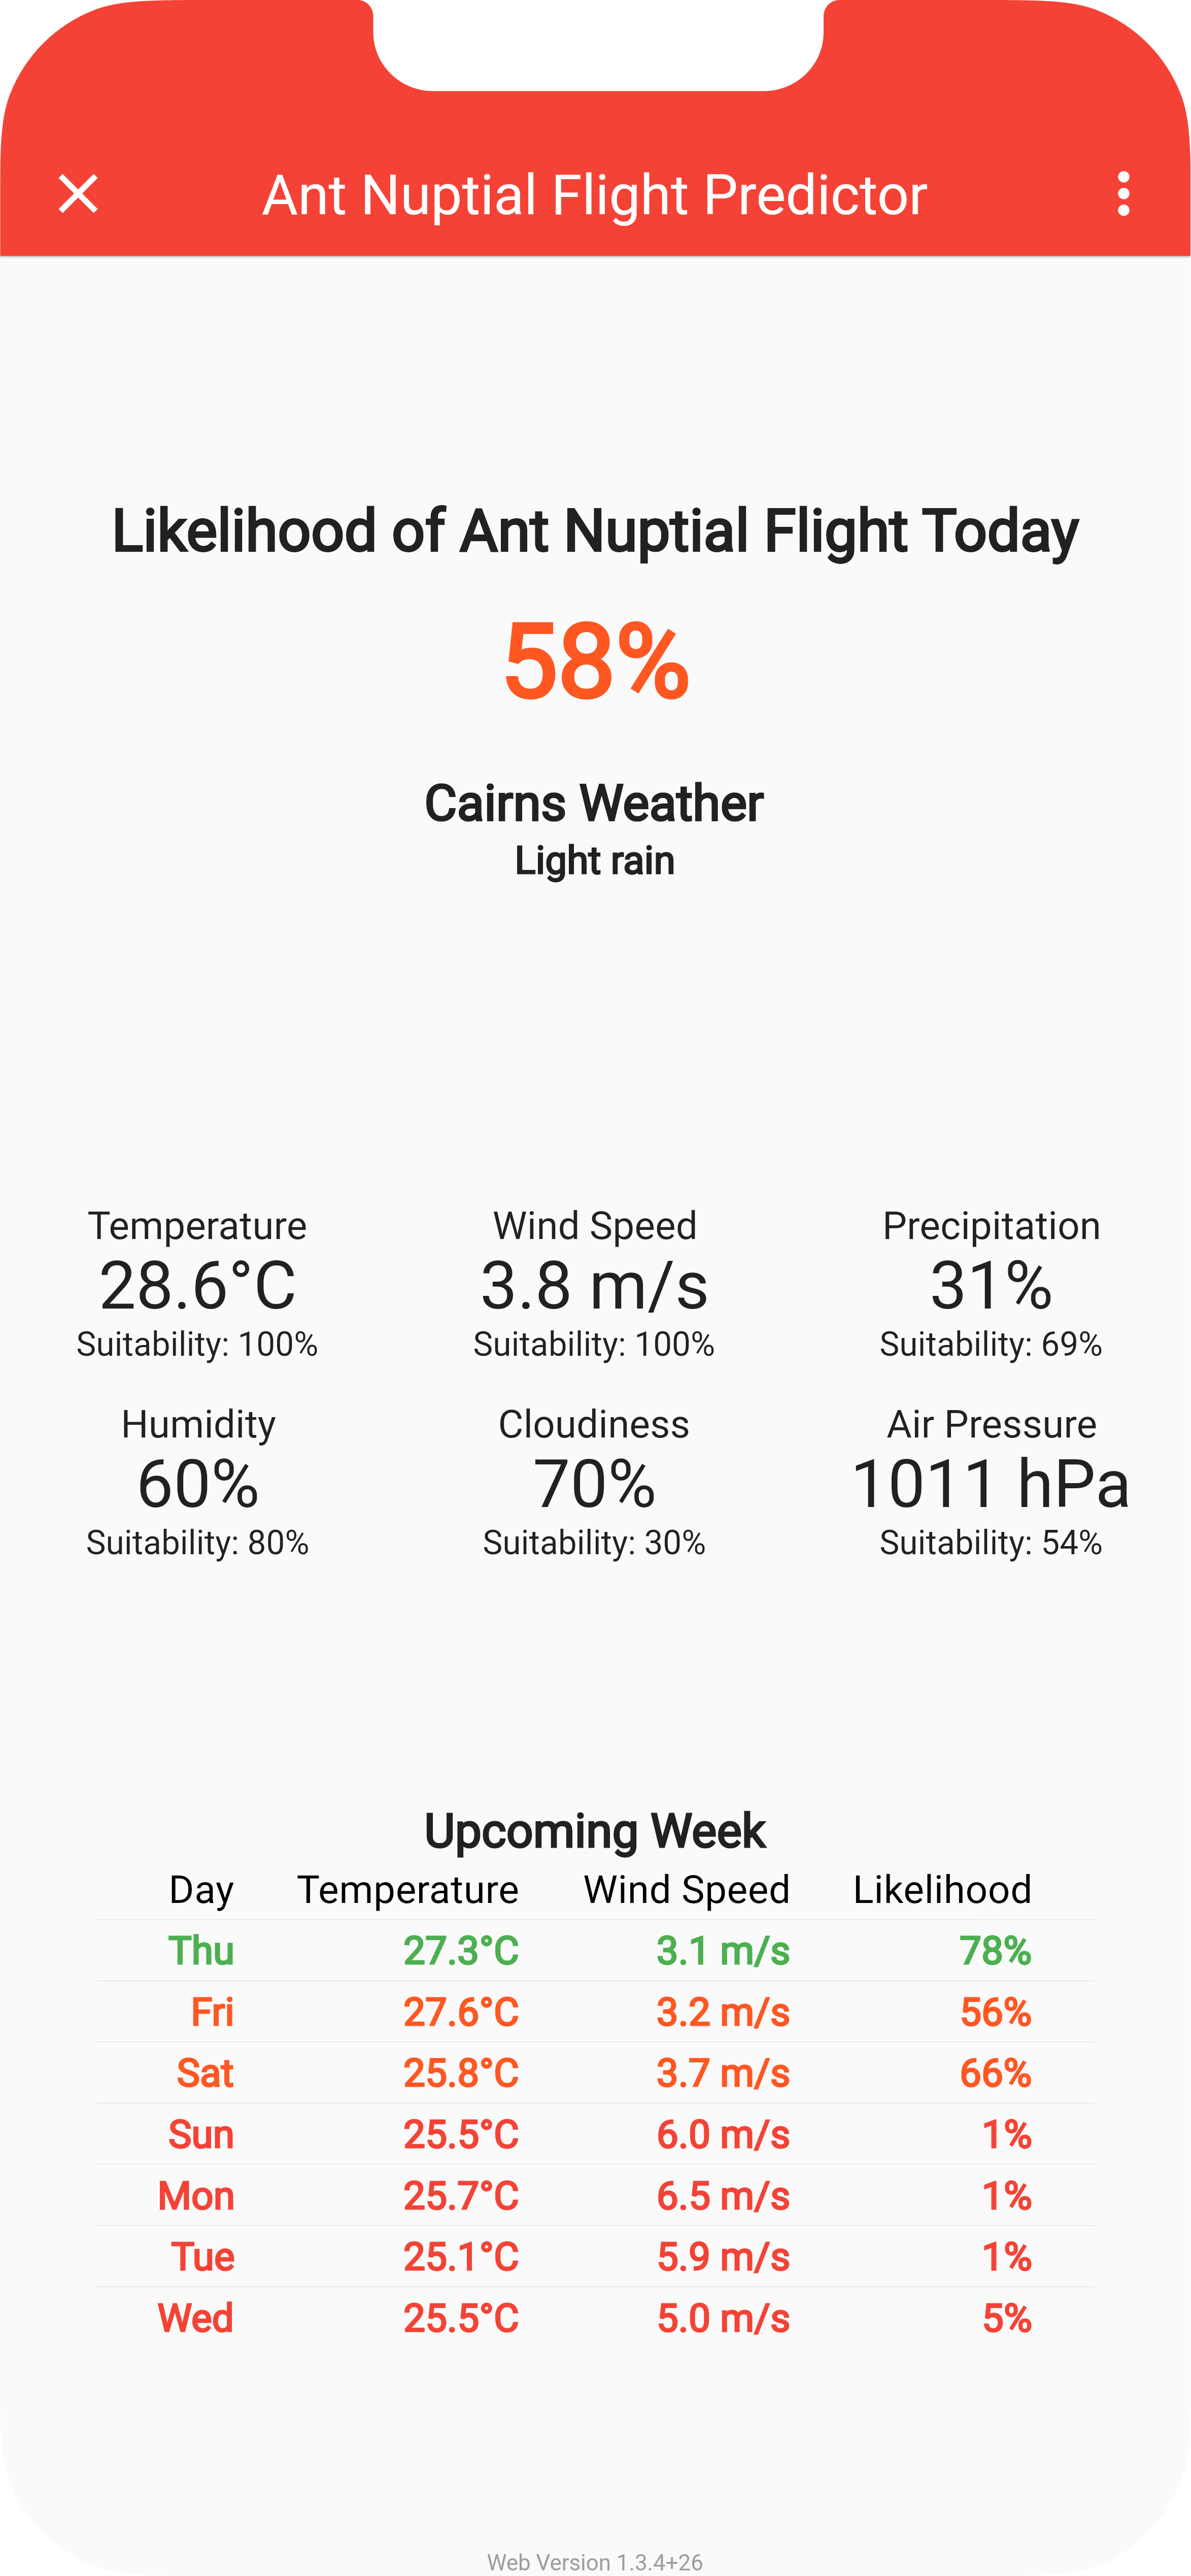 Ant Nuptial Flight Predictor
Likelihood of Ant Nuptial Flight Today
58%
Cairns Weather
Light rain
Temperature Wind Speed Precipitation
28.6°C 3.8 m/s 31%
Suitability: 100% Suitability: 100% Suitability: 69%
Humidity Cloudiness Air Pressure
60% 70% 1011 hPa
Suitability: 80% Suitability: 30% Suitability: 54%
Upcoming Week
Day Temperature Wind Speed Likelihood
Thu 27.3°C 3.1 m/s 78%
Fri 27.6°C 3.2 m/s 56%
Sat 25.8°C 3.7 m/s 66%
Sun 25.5°C 6.0 m/s 1%
Mon 25.7°C 6.5 m/s 1%
Tue 25.1°C 5.9 m/s 1%
Wed 25.5°C 5.0 m/s 5%
Web Version 1.3.4+26